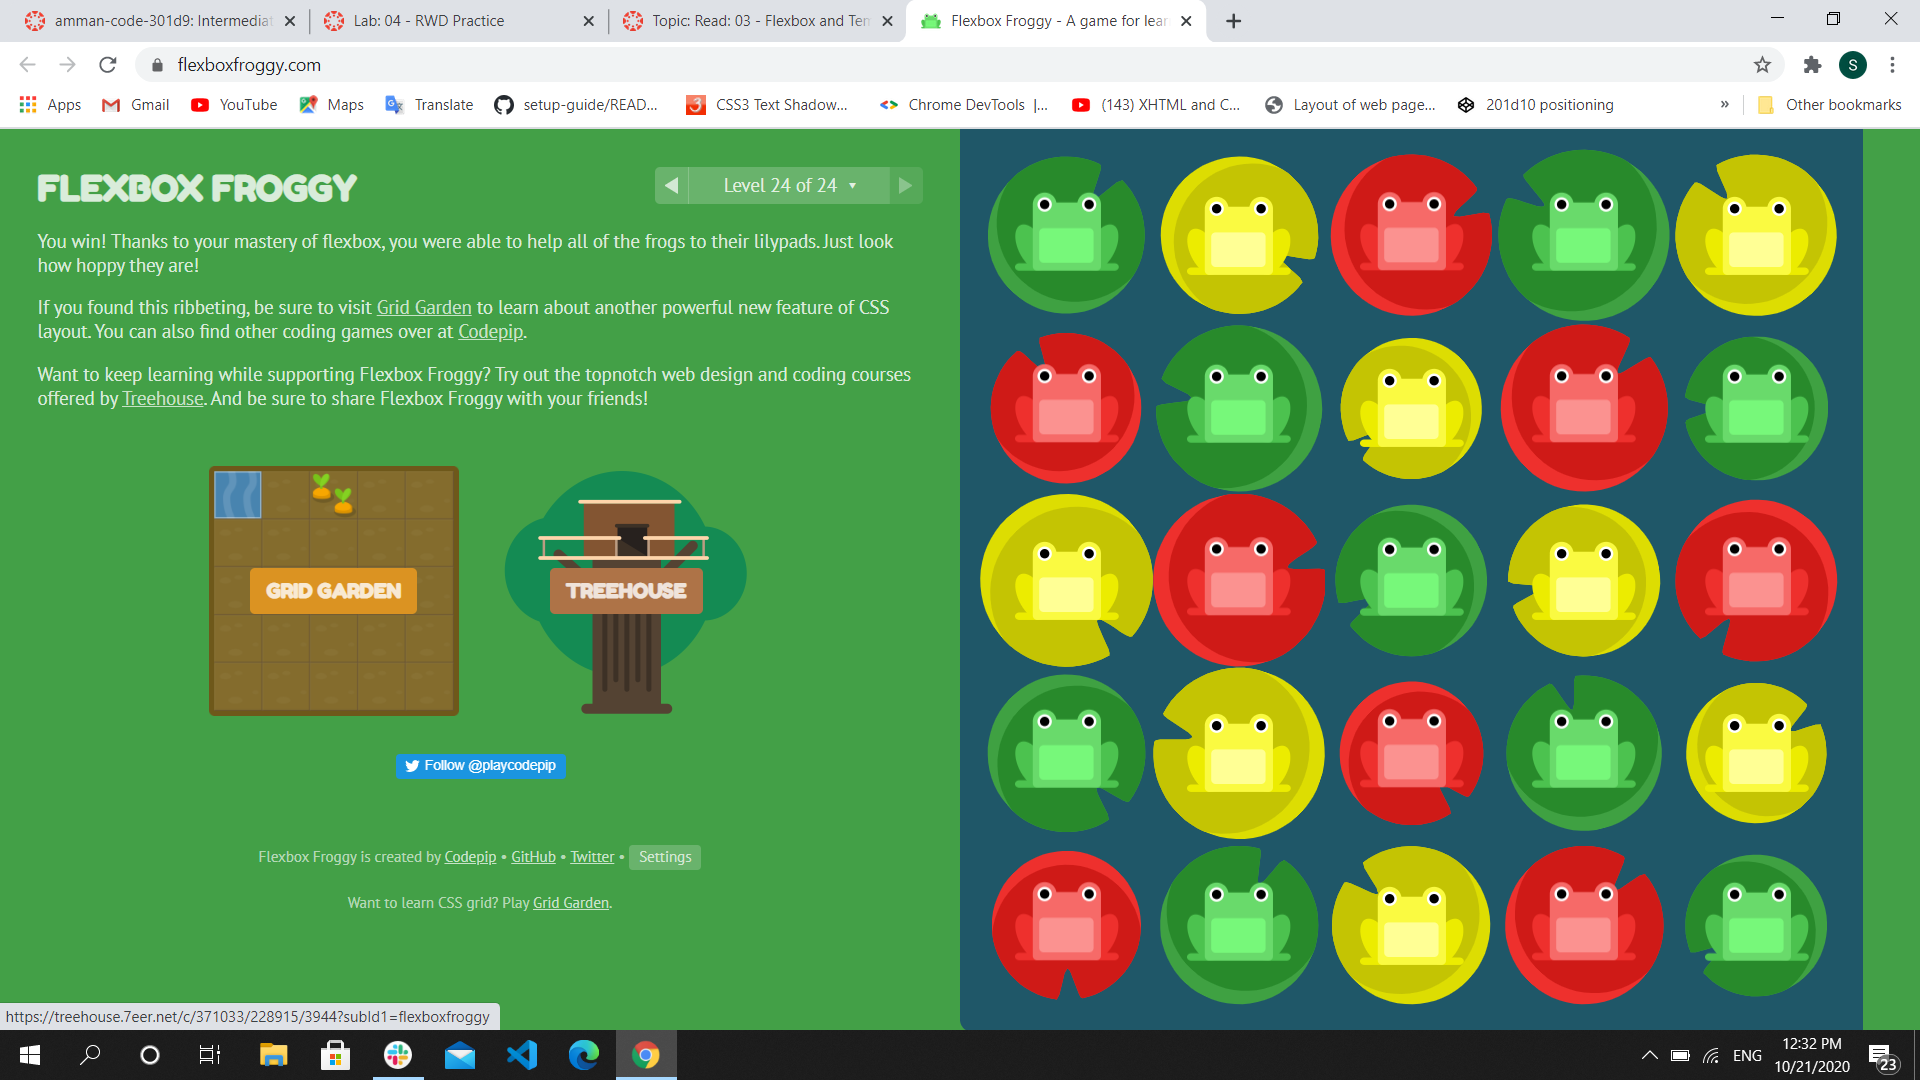 amman-code-301d9: Intermediat
Lab: 04 - RWD Practice
Topic: Read: 03 - Flexbox and Ten
Flexbox Froggy - A game for lear
flexboxfroggy.com
S
Apps
Gmail
YouTube
Maps
Translate
setup-guide/READ...
CSS3 Text Shadow...
Chrome DevTools |...
(143) XHTML and C...
Layout of web page...
201d10 positioning
»
Other bookmarks
FLEXBOX FROGGY
Level 24 of 24
You win! Thanks to your mastery of flexbox, you were able to help all of the frogs to their lilypads. Just look
how hoppy they are!
If you found this ribbeting, be sure to visit Grid Garden to learn about another powerful new feature of CSS
layout. You can also find other coding games over at Codepip.
Want to keep learning while supporting Flexbox Froggy? Try out the topnotch web design and coding courses
offered by Treehouse. And be sure to share Flexbox Froggy with your friends!
GRID GARDEN
TREEHOUSE
Follow @playcodepip
Flexbox Froggy is created by Codepip • GitHub • Twitter • Settings
Want to learn CSS grid? Play Grid Garden.
https://treehouse.7eer.net/c/371033/228915/3944?subId1=flexboxfroggy
ENG
12:32 PM
10/21/2020
23